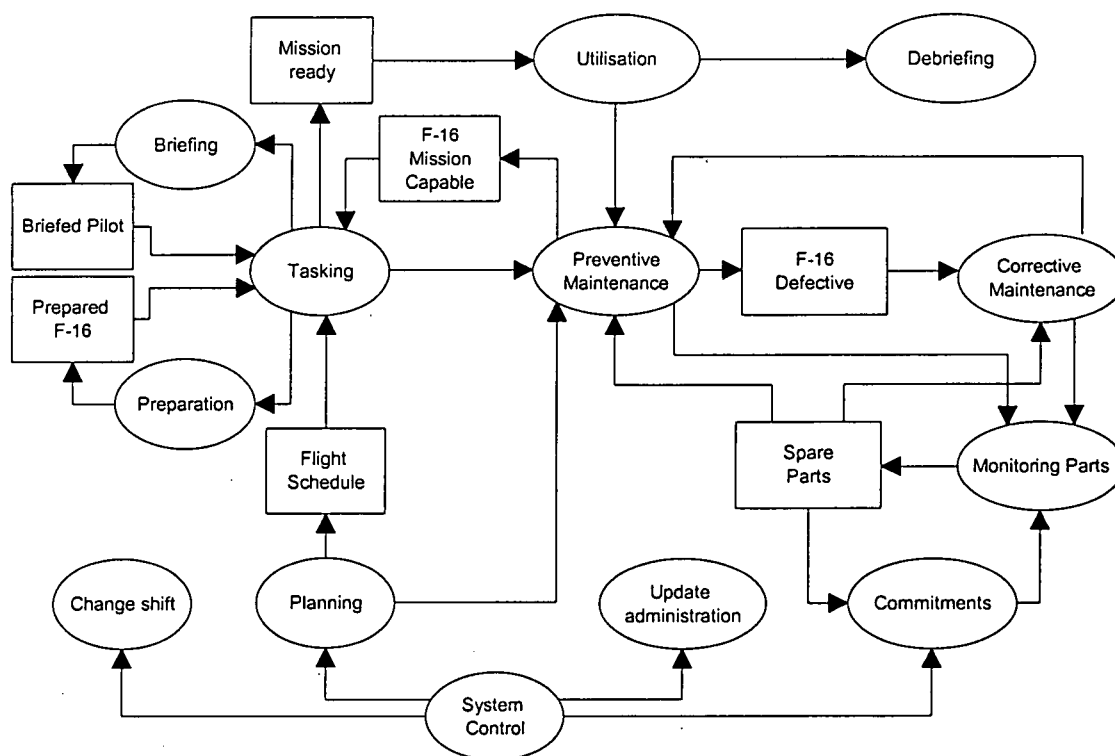 Mission
ready
Utilisation
Debriefing
Briefing
F-16
Mission
Capable
Briefed Pilot
Tasking
Preventive
Maintenance
F-16
Defective
Corrective
Maintenance
Prepared
F-16
Preparation
Flight
Schedule
Spare
Parts
Monitoring Parts
Change shift
Planning
Update
administration
Commitments
System
Control